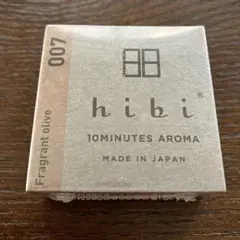 007
Fragrant olive
hibi®
10MINUTES AROMA
MADE IN JAPAN